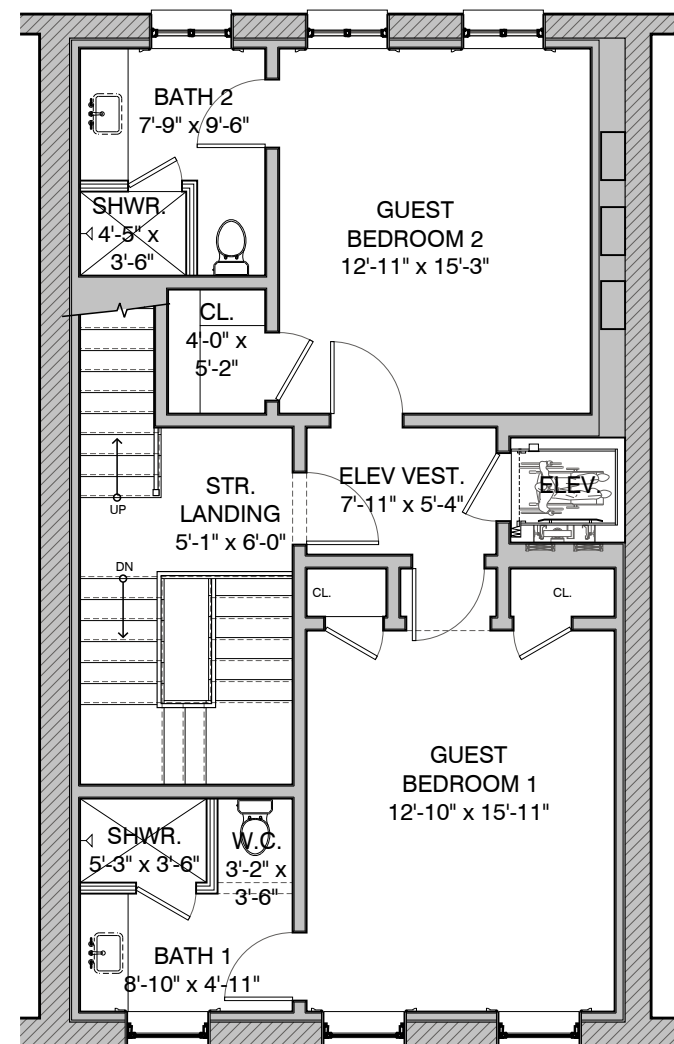 BATH 2
7'-9" x 9'-6"
SHWR.
4'-5" x
3'-6"
GUEST
BEDROOM 2
12'-11" x 15'-3"
CL.
4'-0" x
5'-2"
ELEV VEST.
7'-11" x 5'-4"
ELEV
STR.
LANDING
5'-1" x 6'-0"
UP
DN
CL.
CL.
GUEST
BEDROOM 1
12'-10" x 15'-11"
SHWR.
5'-3" x 3'-6"
W.C.
3'-2" x
3'-6"
BATH 1
8'-10" x 4'-11"